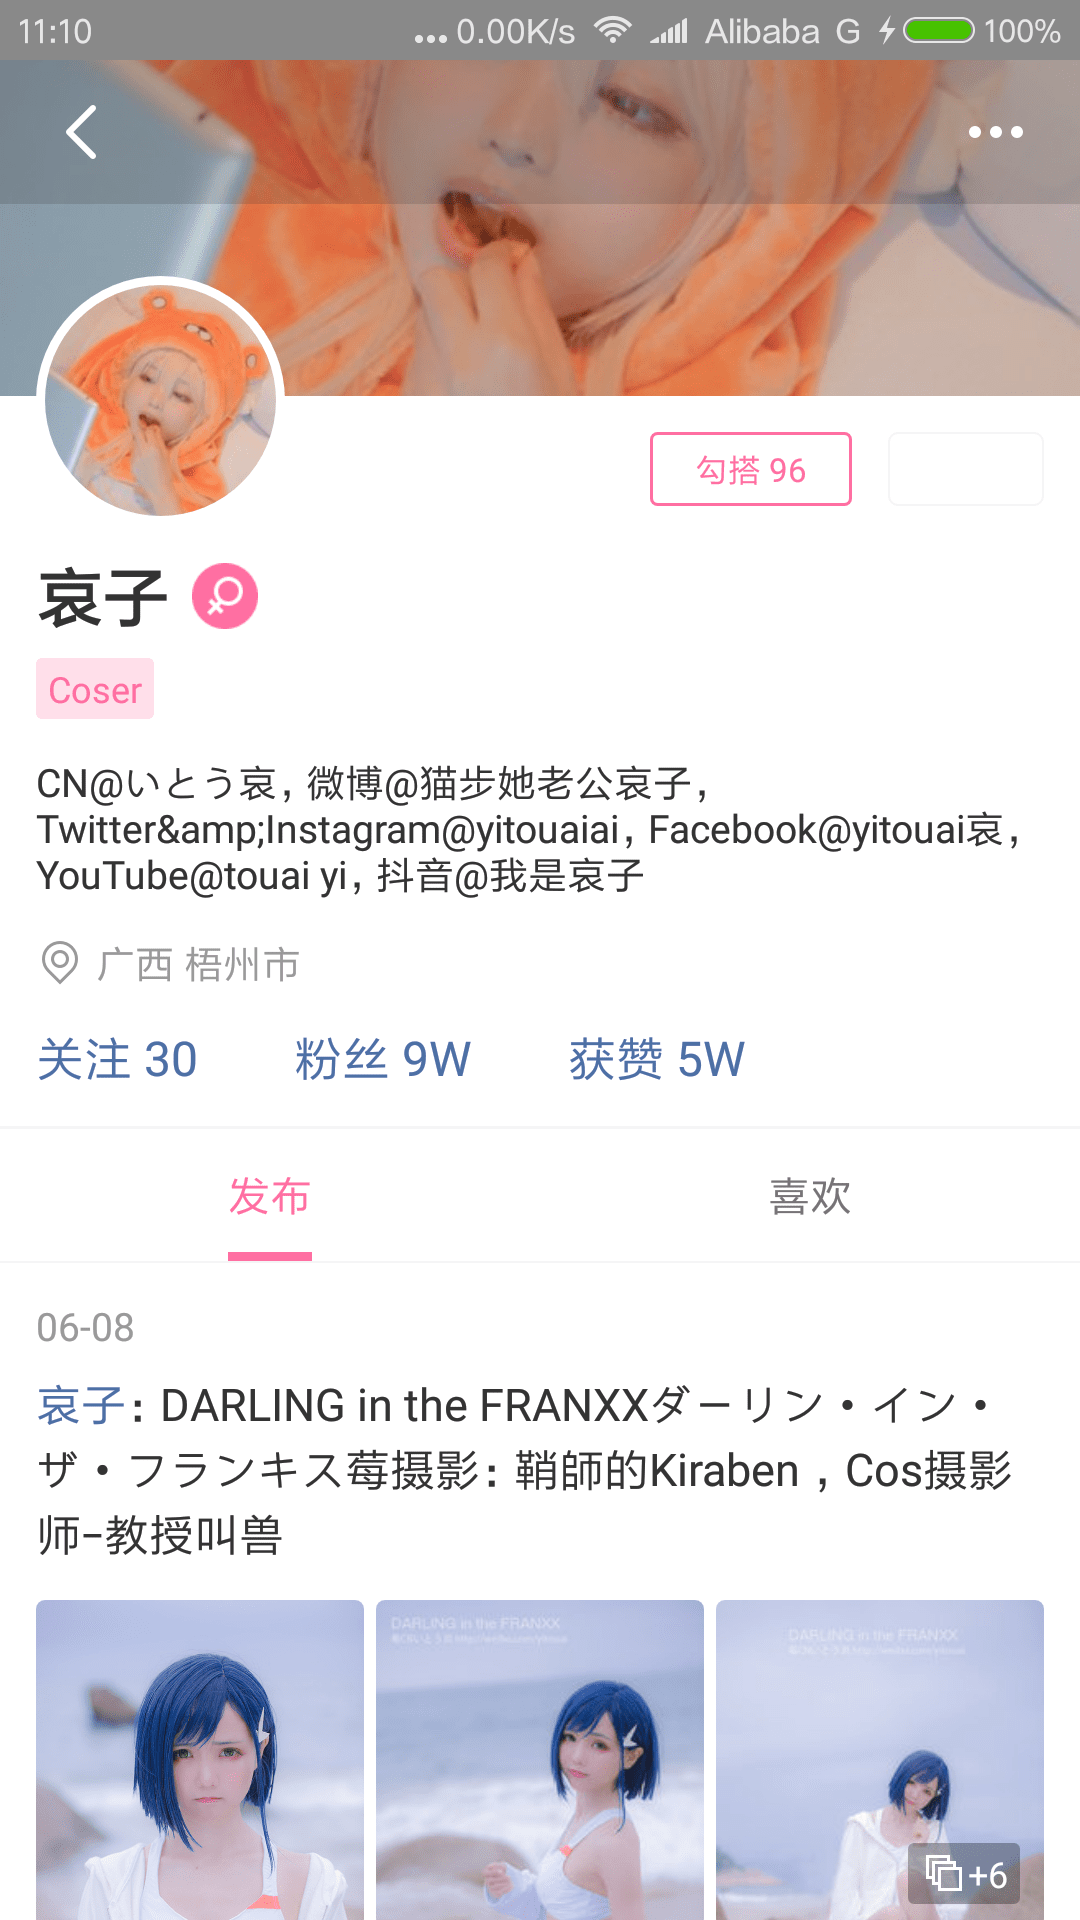 11:10 ... 0.00K/s Alibaba G 100%
勾搭 96
哀子
Coser
CN@いとう哀，微博@猫步她老公哀子，
Twitter&amp;Instagram@yitouaiai，Facebook@yitouai哀，
YouTube@touai yi，抖音@我是哀子
广西 梧州市
关注 30 粉丝 9W 获赞 5W
发布 喜欢
06-08
哀子：DARLING in the FRANXXダーリン・イン・
ザ・フランキス莓摄影：鞘師的Kiraben，Cos摄影
师-教授叫兽
DARLING in the FRANXX
DARLING in the FRANXX
+6